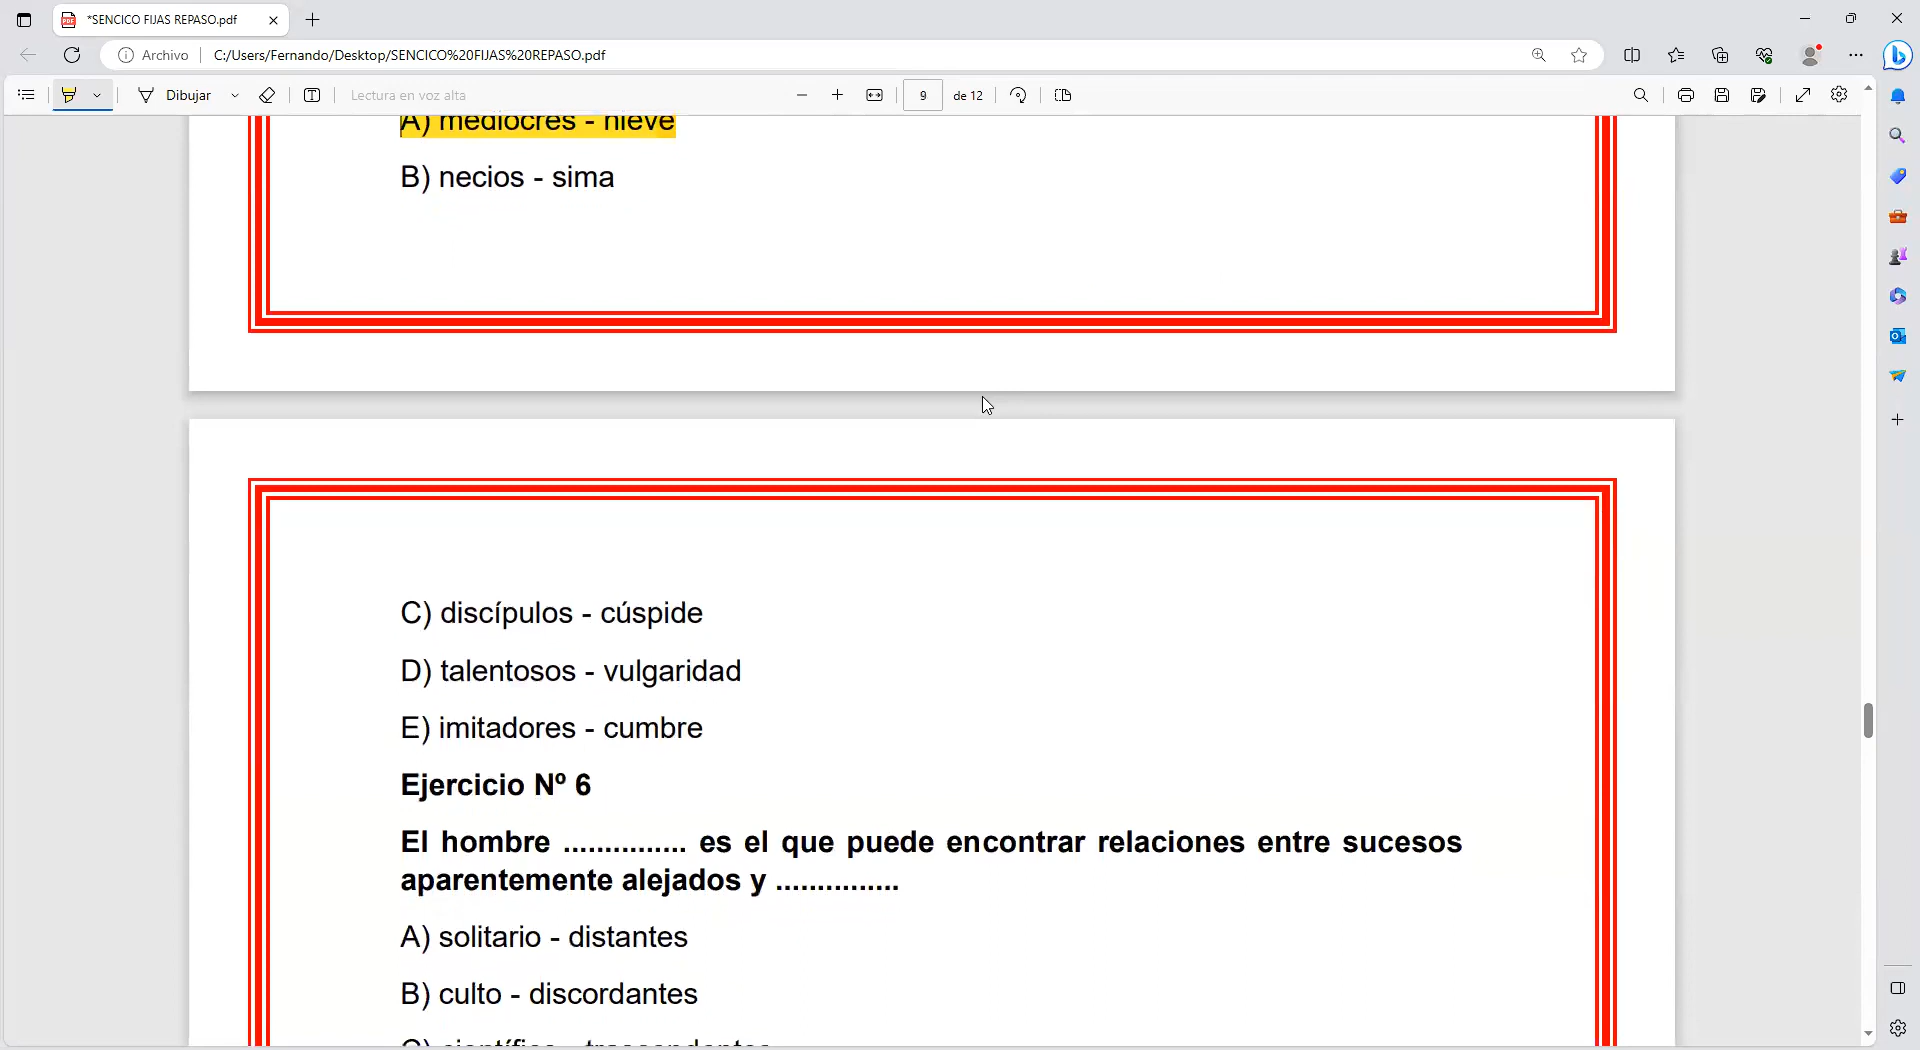 *SENCICO FIJAS REPASO.pdf
Archivo
C:/Users/Fernando/Desktop/SENCICO%20FIJAS%20REPASO.pdf
Dibujar
Lectura en voz alta
9
de 12
A) mediocres - nieve
B) necios - sima
C) discípulos - cúspide
D) talentosos - vulgaridad
E) imitadores - cumbre
Ejercicio Nº 6
El hombre ............... es el que puede encontrar relaciones entre sucesos
aparentemente alejados y ...............
A) solitario - distantes
B) culto - discordantes